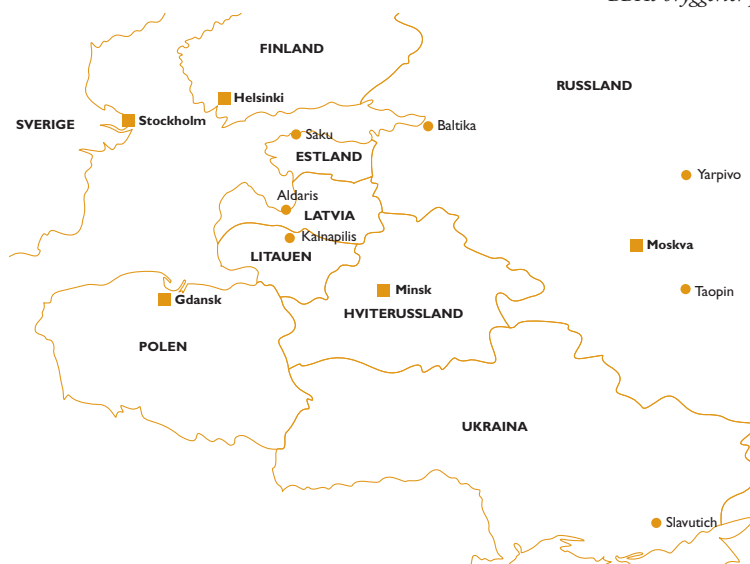 FINLAND
RUSSLAND
Helsinki
SVERIGE
Stockholm
Baltika
Saku
ESTLAND
Yarpivo
Aldaris
LATVIA
Kalnapilis
Moskva
LITAUEN
Minsk
Taopin
Gdansk
HVITERUSSLAND
POLEN
UKRAINA
Slavutich